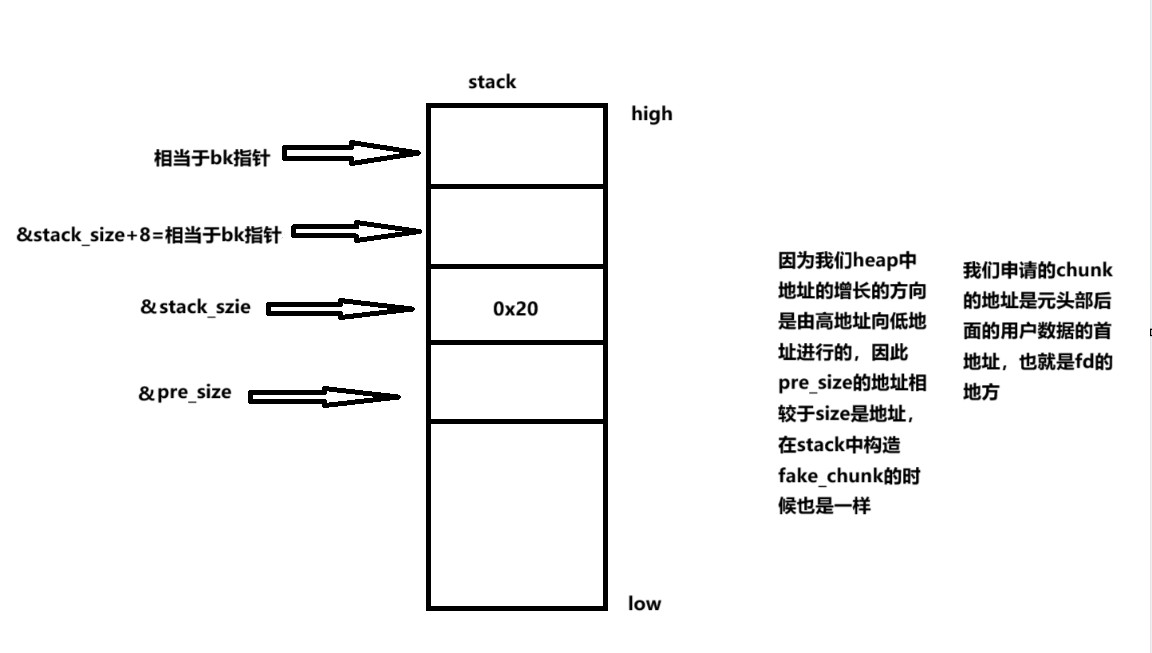 stack
high
相当于bk指针
&stack_size+8=相当于bk指针
&stack_szie
0x20
&pre_size
low
因为我们heap中
地址的增长的方向
是由高地址向低地
址进行的，因此
pre_size的地址相
较于size是地址，
在stack中构造
fake_chunk的时
候也是一样
我们申请的chunk
的地址是元头部后
面的用户数据的首
地址，也就是fd的
地方